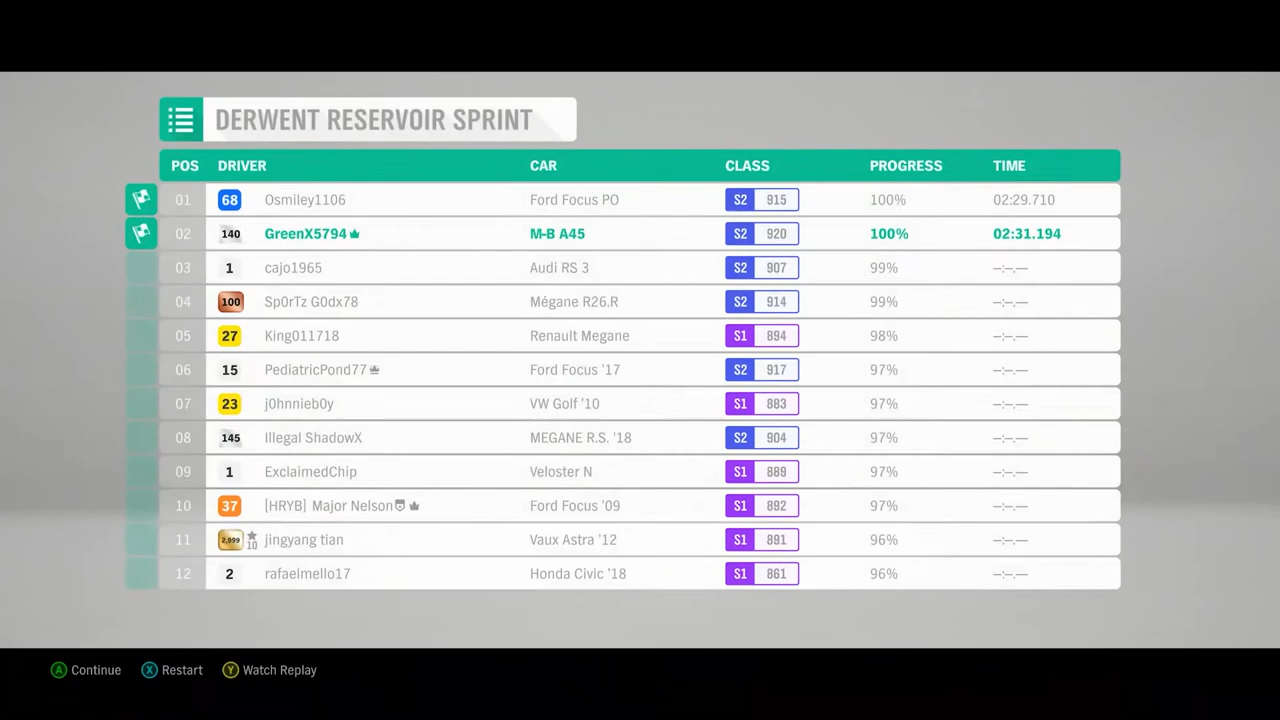 DERWENT RESERVOIR SPRINT
POS DRIVER CAR CLASS PROGRESS TIME
01 68 Osmiley1106 Ford Focus PO S2 915 100% 02:29.710
02 140 GreenX5794 M-B A45 S2 920 100% 02:31.194
03 1 cajo1965 Audi RS 3 S2 907 99% --:--.---
04 100 Sp0rTz G0dx78 Mégane R26.R S2 914 99% --:--.---
05 27 King011718 Renault Megane S1 894 98% --:--.---
06 15 PediatricPond77 Ford Focus '17 S2 917 97% --:--.---
07 23 j0hnnieb0y VW Golf '10 S1 883 97% --:--.---
08 145 Illegal ShadowX MEGANE R.S. '18 S2 904 97% --:--.---
09 1 ExclaimedChip Veloster N S1 889 97% --:--.---
10 37 [HRYB] Major Nelson Ford Focus '09 S1 892 97% --:--.---
11 2,999 10 jingyang tian Vaux Astra '12 S1 891 96% --:--.---
12 2 rafaelmello17 Honda Civic '18 S1 861 96% --:--.---
A Continue X Restart Y Watch Replay